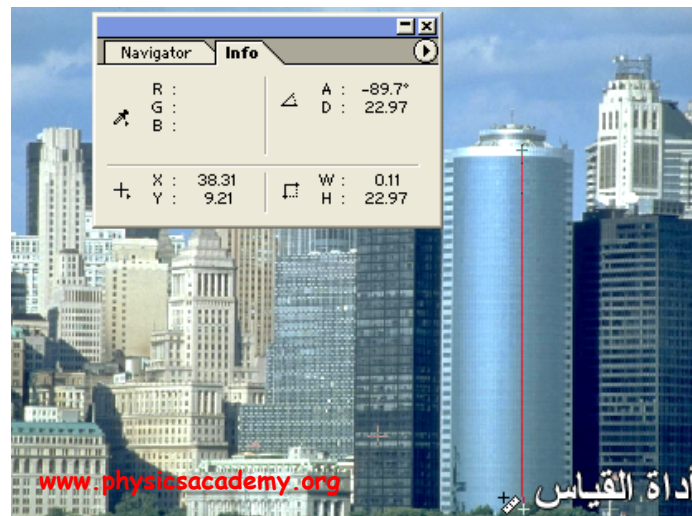 Navigator Info
R :
G :
B :
A : -89.7°
D : 22.97
X : 38.31
Y : 9.21
W : 0.11
H : 22.97
www.physicsacademy.org
أداة القياس